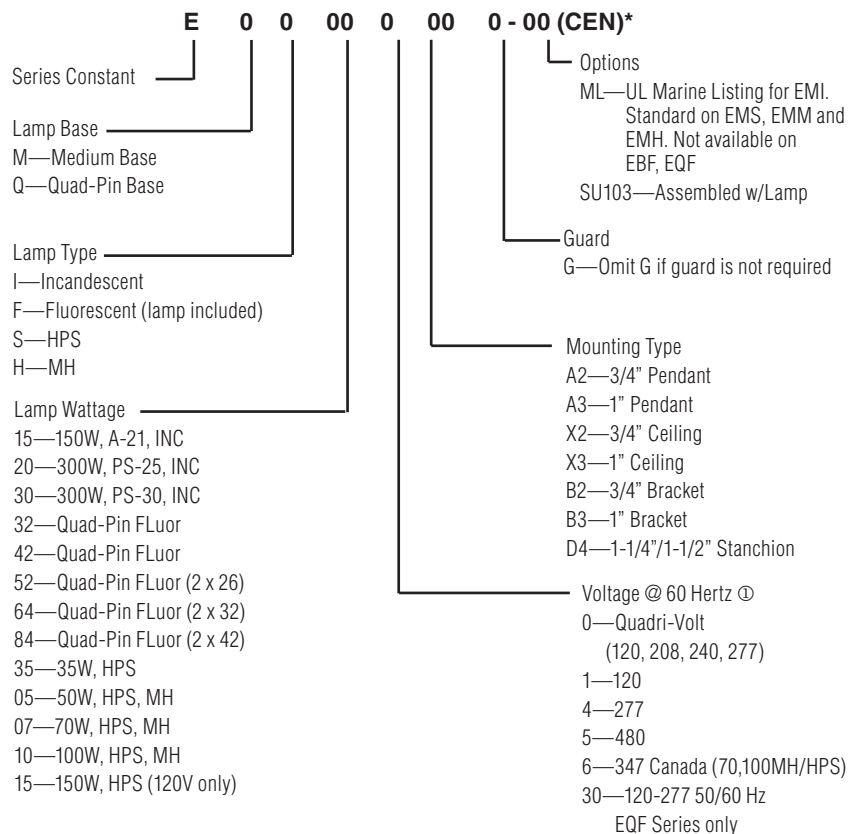 E 0 0 00 0 00 0 - 00 (CEN)*
Series Constant
Lamp Base
M—Medium Base
Q—Quad-Pin Base
Lamp Type
I—Incandescent
F—Fluorescent (lamp included)
S—HPS
H—MH
Lamp Wattage
15—150W, A-21, INC
20—300W, PS-25, INC
30—300W, PS-30, INC
32—Quad-Pin FLuor
42—Quad-Pin FLuor
52—Quad-Pin FLuor (2 x 26)
64—Quad-Pin FLuor (2 x 32)
84—Quad-Pin FLuor (2 x 42)
35—35W, HPS
05—50W, HPS, MH
07—70W, HPS, MH
10—100W, HPS, MH
15—150W, HPS (120V only)
Options
ML—UL Marine Listing for EMI.
Standard on EMS, EMM and
EMH. Not available on
EBF, EQF
SU103—Assembled w/Lamp
Guard
G—Omit G if guard is not required
Mounting Type
A2—3/4” Pendant
A3—1” Pendant
X2—3/4” Ceiling
X3—1” Ceiling
B2—3/4” Bracket
B3—1” Bracket
D4—1-1/4”/1-1/2” Stanchion
Voltage @ 60 Hertz ①
0—Quadri-Volt
(120, 208, 240, 277)
1—120
4—277
5—480
6—347 Canada (70,100MH/HPS)
30—120-277 50/60 Hz
EQF Series only